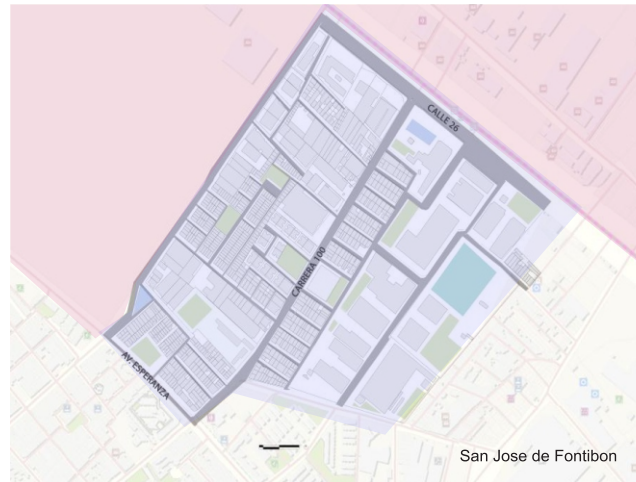 CALLE 26
CARRERA 100
AV. ESPERANZA
San Jose de Fontibon